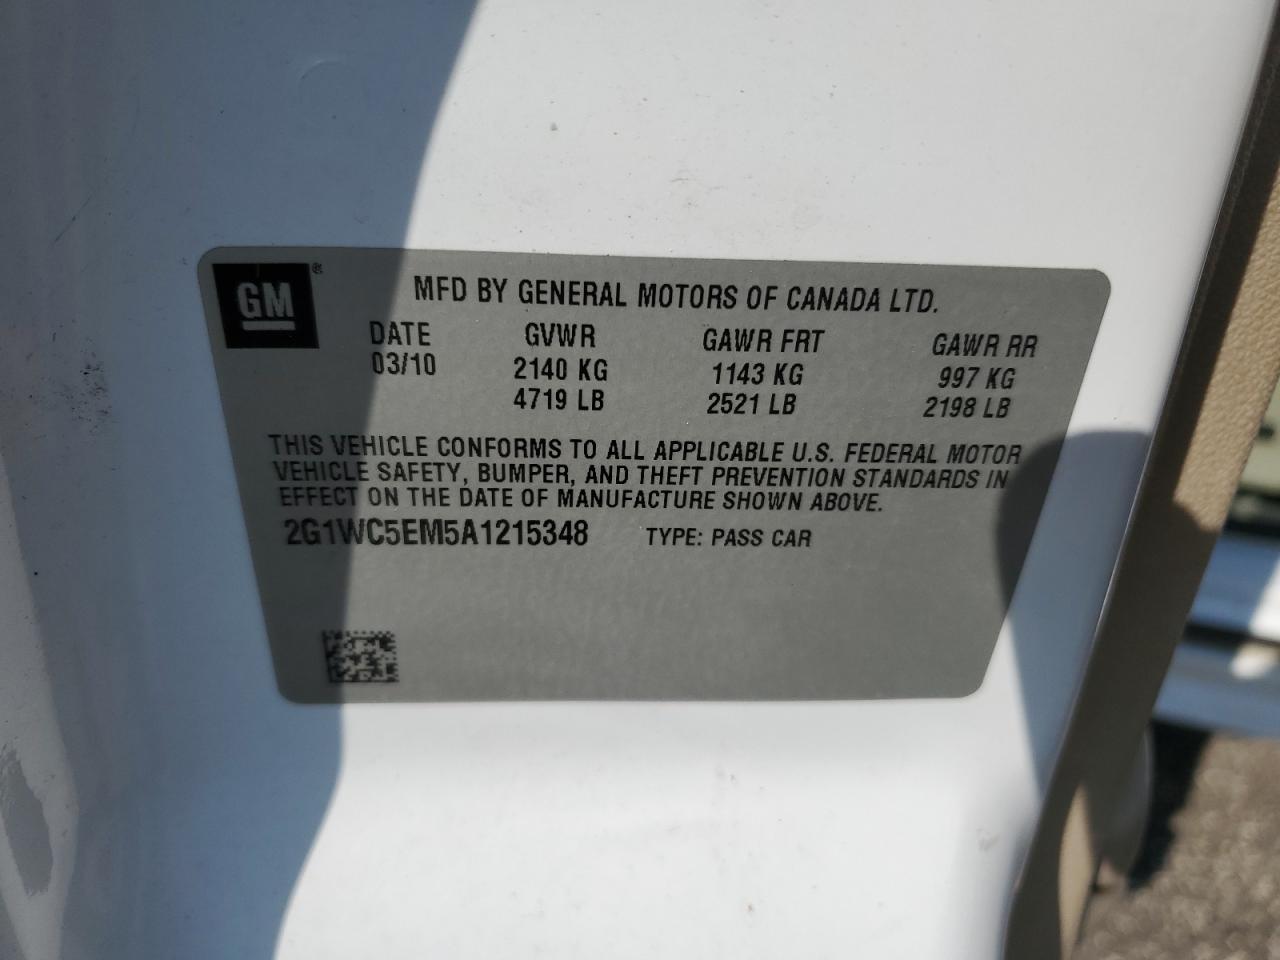 GM ®
MFD BY GENERAL MOTORS OF CANADA LTD.
DATE GVWR GAWR FRT GAWR RR
03/10 2140 KG 1143 KG 997 KG
4719 LB 2521 LB 2198 LB
THIS VEHICLE CONFORMS TO ALL APPLICABLE U.S. FEDERAL MOTOR
VEHICLE SAFETY, BUMPER, AND THEFT PREVENTION STANDARDS IN
EFFECT ON THE DATE OF MANUFACTURE SHOWN ABOVE.
2G1WC5EM5A1215348 TYPE: PASS CAR